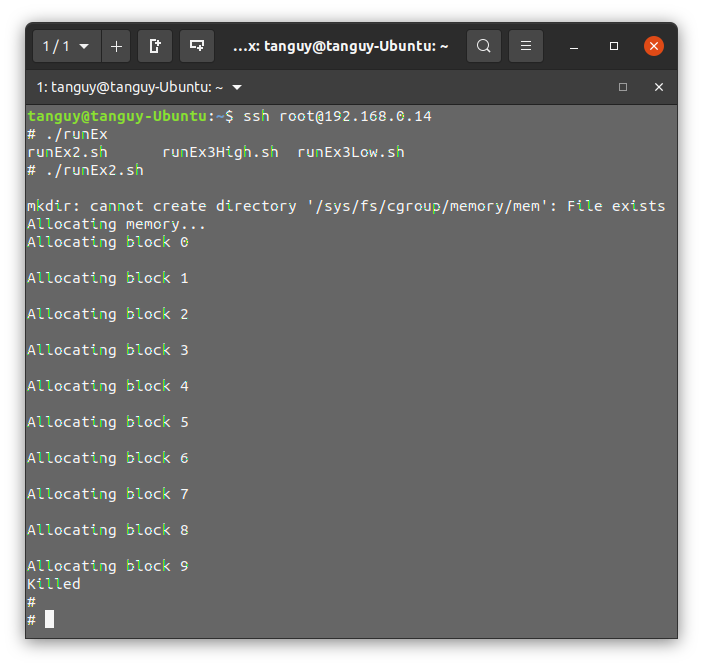 1 / 1
...x: tanguy@tanguy-Ubuntu: ~
1: tanguy@tanguy-Ubuntu: ~
tanguy@tanguy-Ubuntu:~$ ssh root@192.168.0.14
# ./runEx
runEx2.sh      runEx3High.sh  runEx3Low.sh
# ./runEx2.sh
mkdir: cannot create directory '/sys/fs/cgroup/memory/mem': File exists
Allocating memory...
Allocating block 0
Allocating block 1
Allocating block 2
Allocating block 3
Allocating block 4
Allocating block 5
Allocating block 6
Allocating block 7
Allocating block 8
Allocating block 9
Killed
#
#